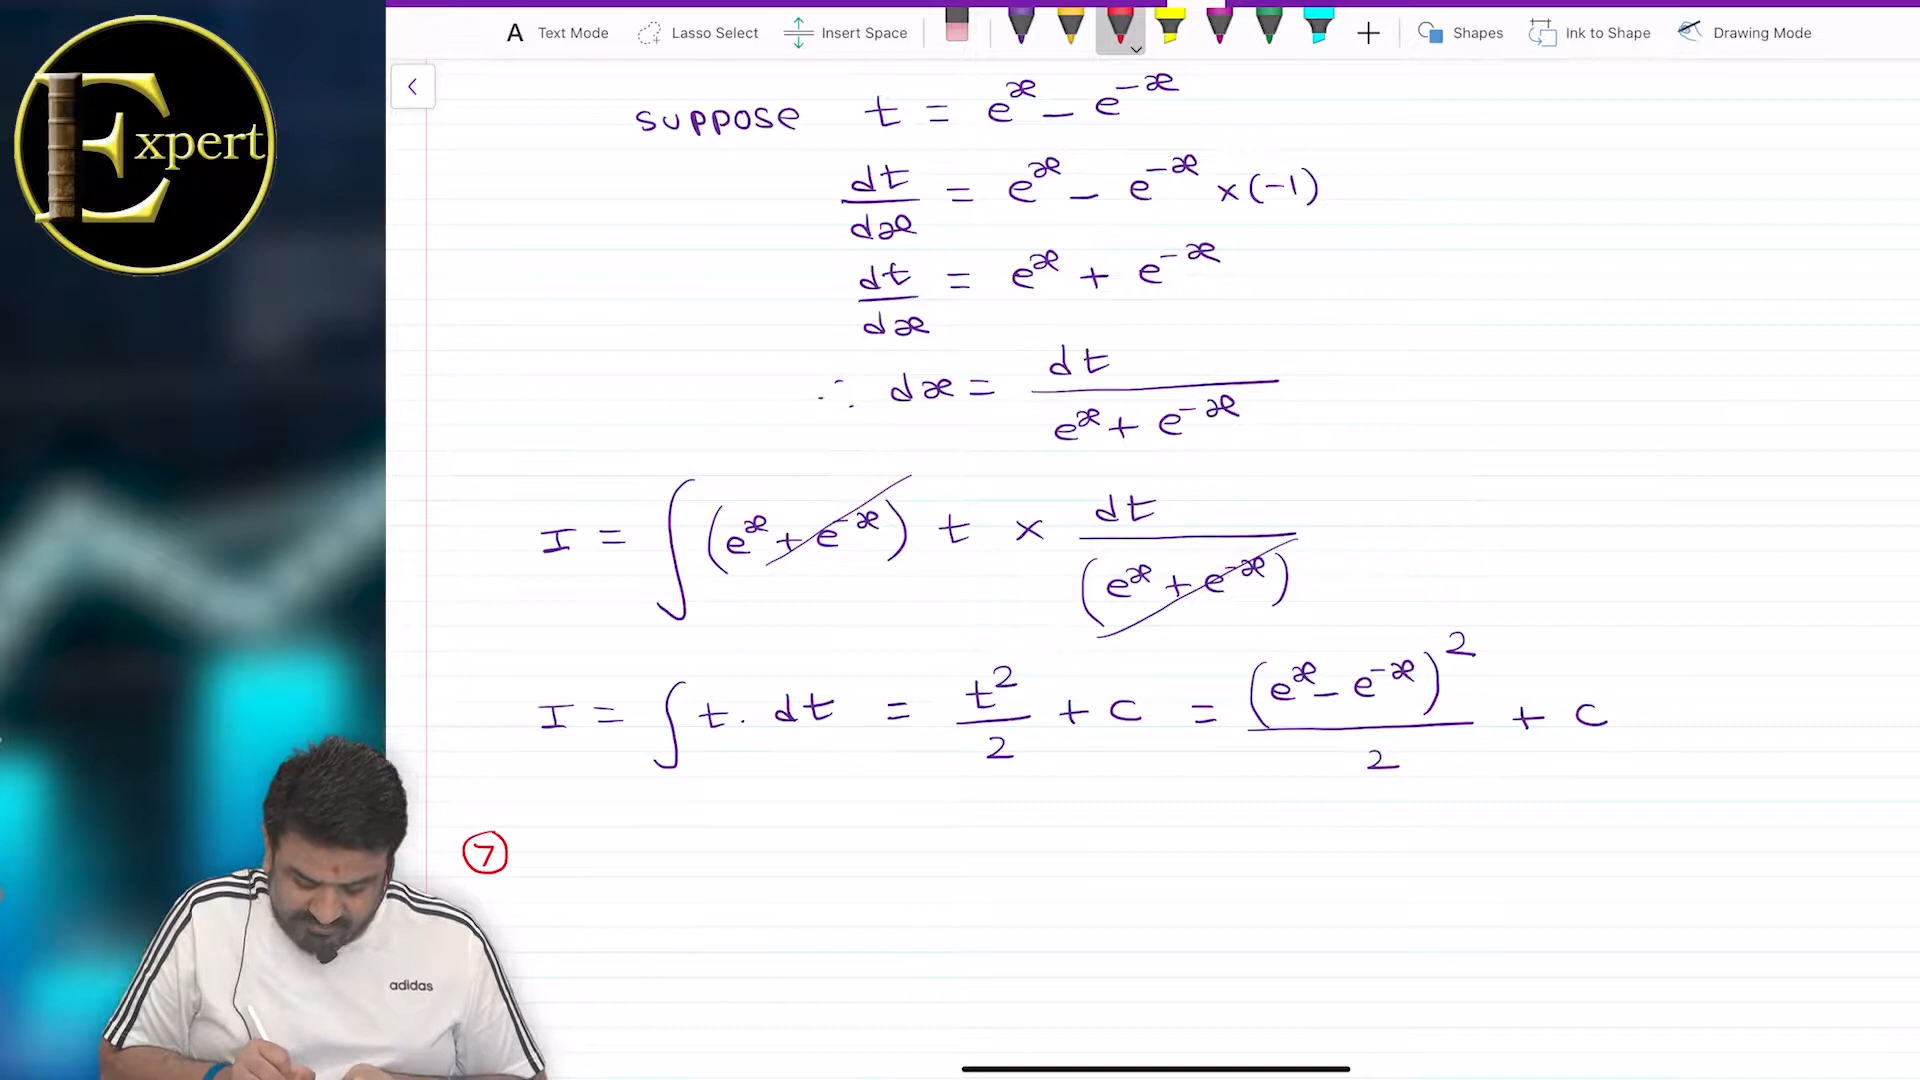 Expert
A Text Mode Lasso Select Insert Space Shapes Ink to Shape Drawing Mode
suppose t = e^x - e^-x
dt/dx = e^x - e^-x × (-1)
dt/dx = e^x + e^-x
∴ dx = dt/(e^x + e^-x)
I = ∫ (e^x + e^-x) t × dt/(e^x + e^-x)
I = ∫ t. dt = t^2/2 + c = (e^x - e^-x)^2/2 + c
7
adidas